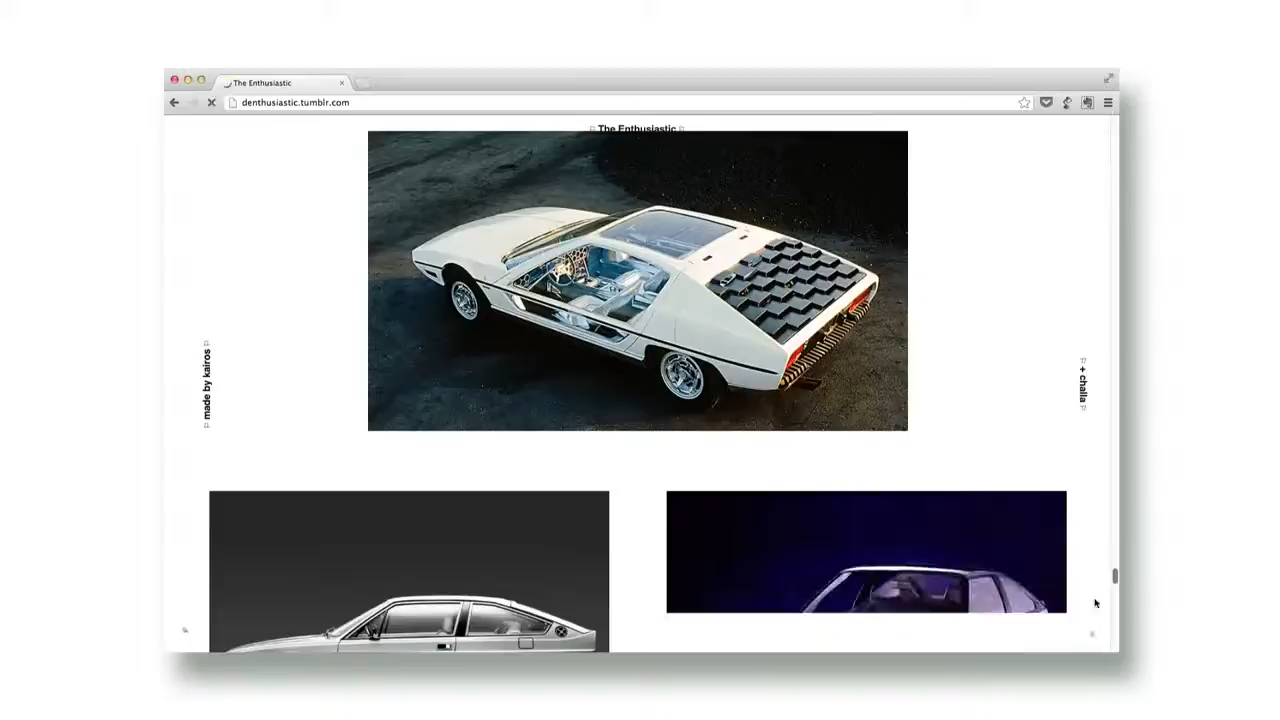 The Enthusiastic
denthusiastic.tumblr.com
The Enthusiastic
made by kairos
+ challa